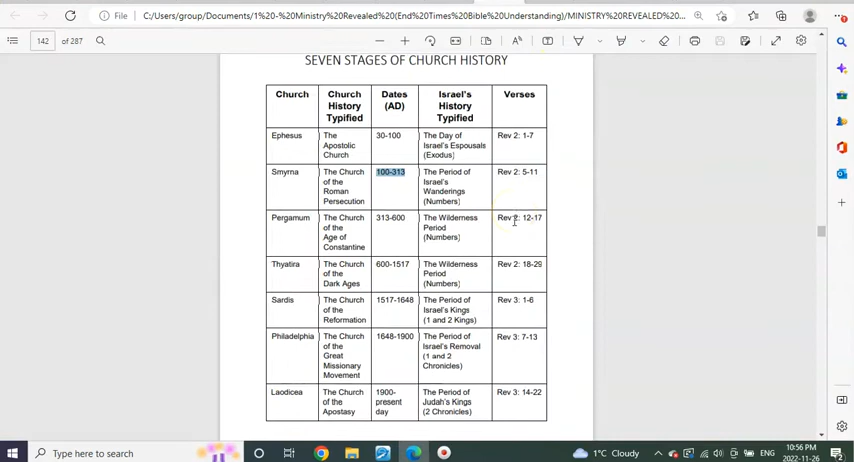 File
C:/Users/group/Documents/1%20-%20Ministry%20Revealed%20(End%20Times%20Bible%20Understanding)/MINISTRY%20REVEALED%20...
142
of 287
SEVEN STAGES OF CHURCH HISTORY
Church
Church
History
Typified
Dates
(AD)
Israel's
History
Typified
Verses
Ephesus
The
Apostolic
Church
30-100
The Day of
Israel's Espousals
(Exodus)
Rev 2: 1-7
Smyrna
The Church
of the
Roman
Persecution
100-313
The Period of
Israel's
Wanderings
(Numbers)
Rev 2: 5-11
Pergamum
The Church
of the
Age of
Constantine
313-600
The Wilderness
Period
(Numbers)
Rev 2: 12-17
Thyatira
The Church
of the
Dark Ages
600-1517
The Wilderness
Period
(Numbers)
Rev 2: 18-29
Sardis
The Church
of the
Reformation
1517-1648
The Period of
Israel's Kings
(1 and 2 Kings)
Rev 3: 1-6
Philadelphia
The Church
of the
Great
Missionary
Movement
1648-1900
The Period of
Israel's Removal
(1 and 2
Chronicles)
Rev 3: 7-13
Laodicea
The Church
of the
Apostasy
1900-
present
day
The Period of
Judah's Kings
(2 Chronicles)
Rev 3: 14-22
Type here to search
1°C Cloudy
ENG
10:56 PM
2022-11-26